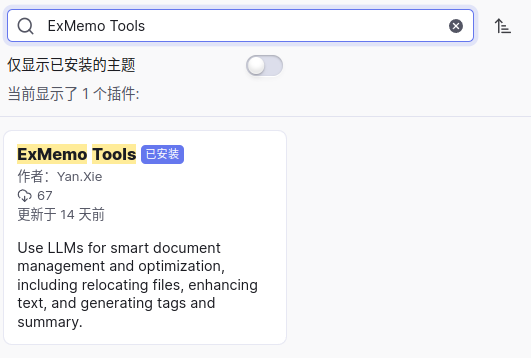 ExMemo Tools
仅显示已安装的主题
当前显示了 1 个插件:
ExMemo Tools 已安装
作者：Yan.Xie
67
更新于 14 天前
Use LLMs for smart document
management and optimization,
including relocating files, enhancing
text, and generating tags and
summary.